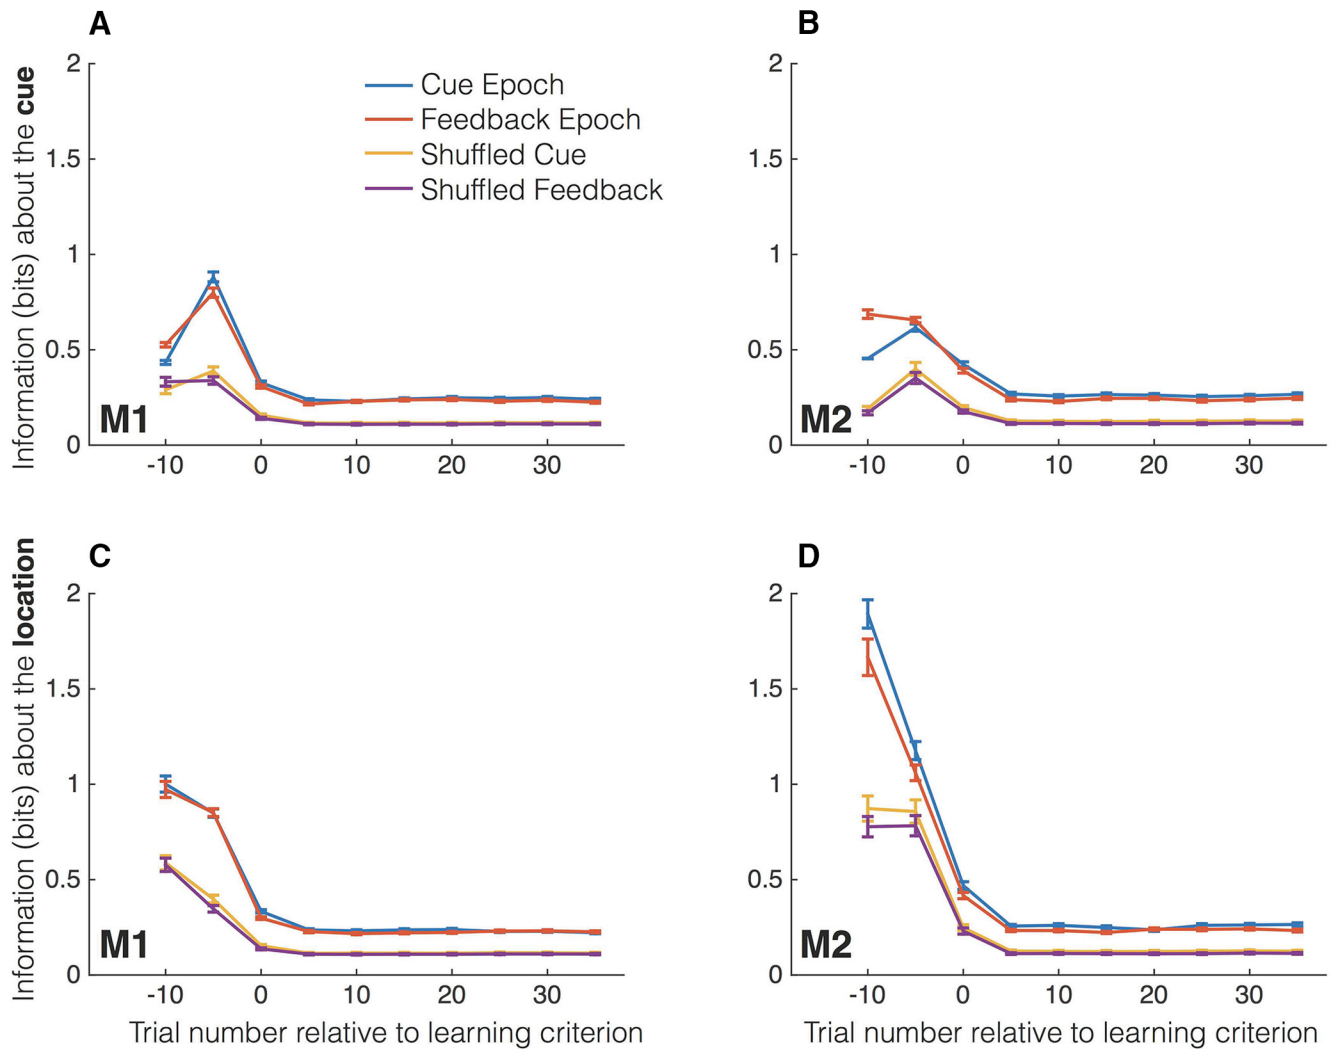 A
B
2
1.5
1
0.5
0
Information (bits) about the cue
Cue Epoch
Feedback Epoch
Shuffled Cue
Shuffled Feedback
M1
-10 0 10 20 30
2
1.5
1
0.5
0
M2
-10 0 10 20 30
C
D
2
1.5
1
0.5
0
Information (bits) about the location
M1
-10 0 10 20 30
Trial number relative to learning criterion
2
1.5
1
0.5
0
M2
-10 0 10 20 30
Trial number relative to learning criterion